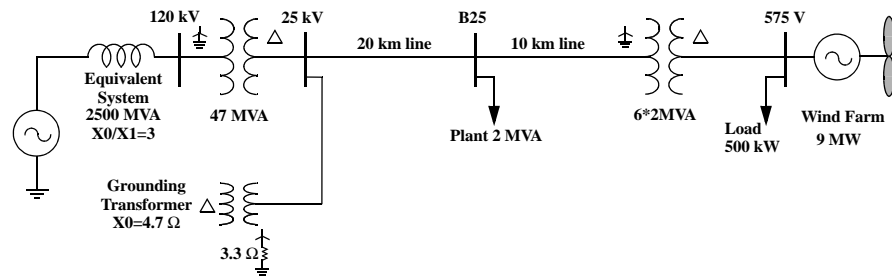 120 kV
25 kV
B25
575 V
20 km line
10 km line
Equivalent
System
2500 MVA
X0/X1=3
47 MVA
Plant 2 MVA
6*2MVA
Load
500 kW
Wind Farm
9 MW
Grounding
Transformer
X0=4.7 Ω
3.3 Ω